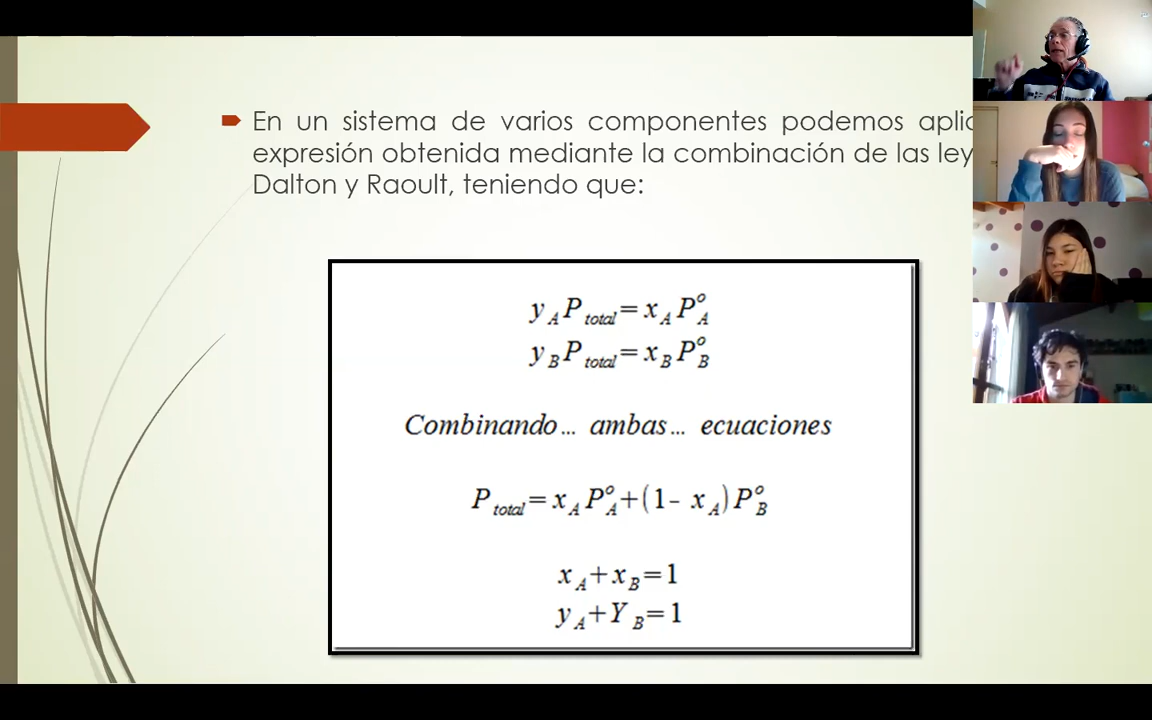 En un sistema de varios componentes podemos
expresión obtenida mediante la combinación de las
Dalton y Raoult, teniendo que:
y_A P_total = x_A P°_A
y_B P_total = x_B P°_B
Combinando... ambas... ecuaciones
P_total = x_A P°_A + (1- x_A) P°_B
x_A + x_B = 1
y_A + Y_B = 1